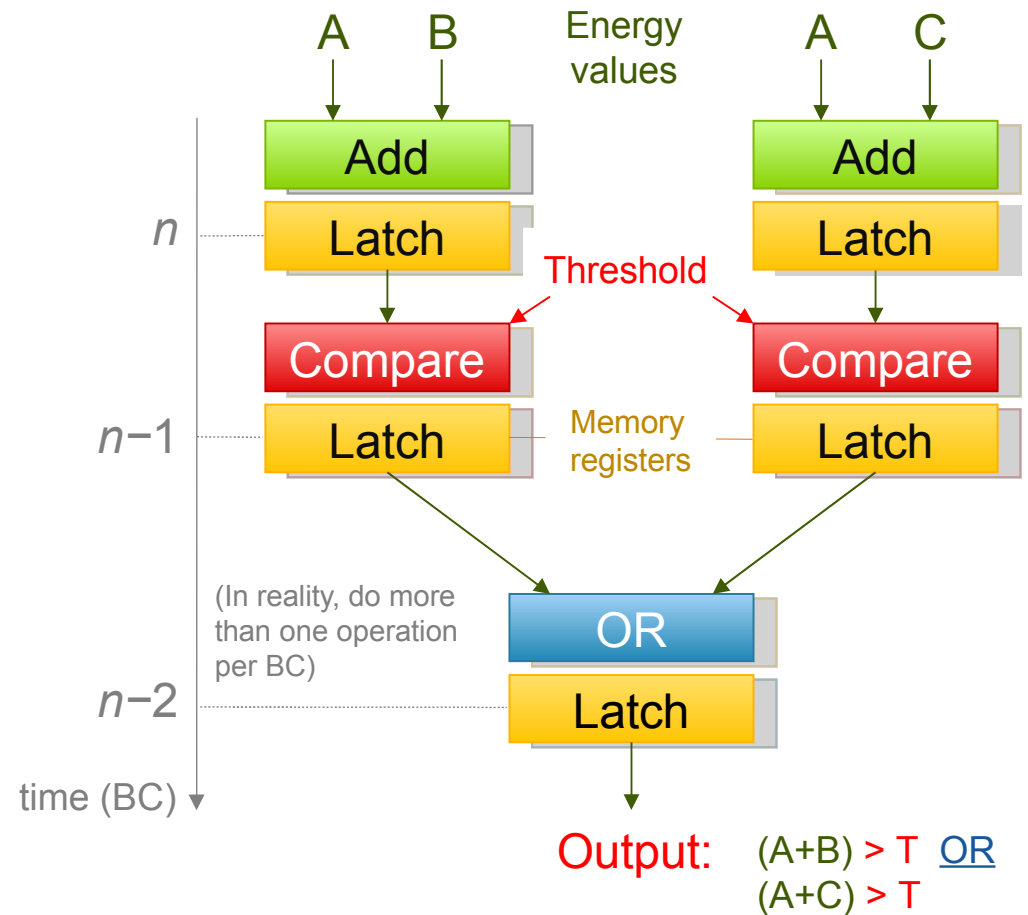 A
B
Energy
values
A
C
Add
Add
n
Latch
Latch
Threshold
Compare
Compare
n−1
Latch
Memory
registers
Latch
(In reality, do more
than one operation
per BC)
OR
n−2
Latch
time (BC)
Output:
(A+B) > T OR
(A+C) > T